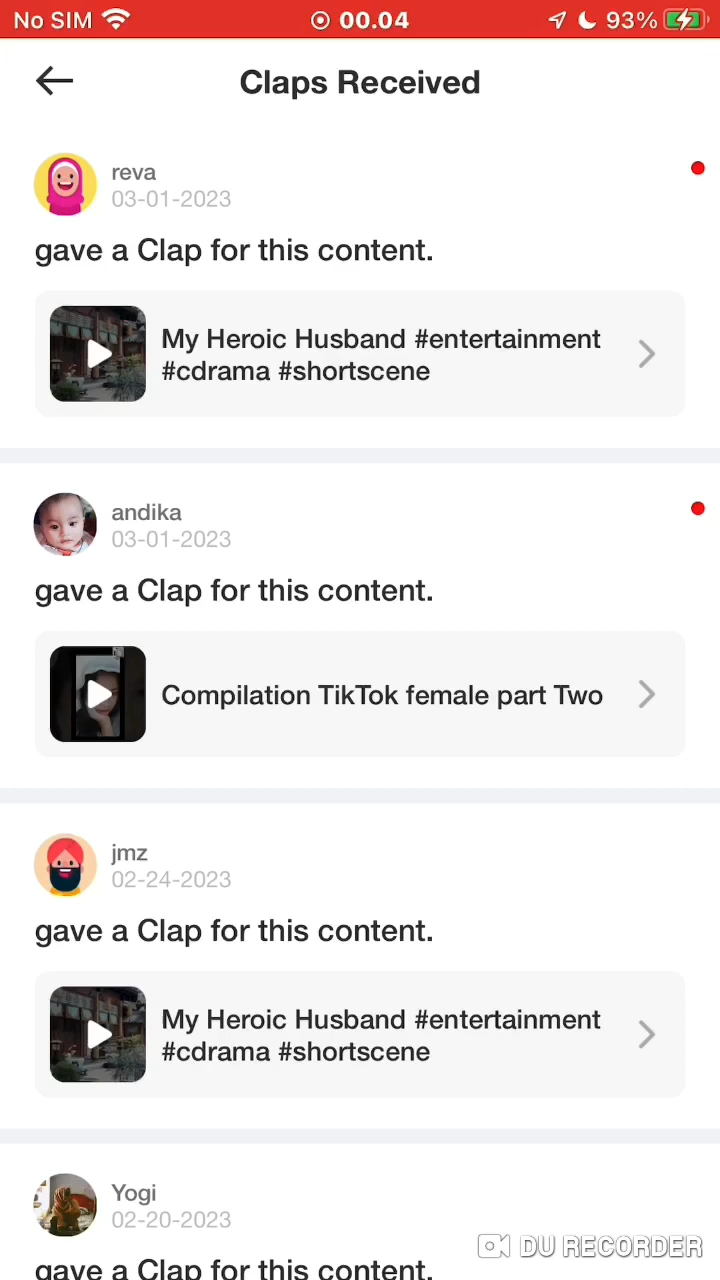 No SIM 00.04 93%
Claps Received
reva
03-01-2023
gave a Clap for this content.
My Heroic Husband #entertainment
#cdrama #shortscene
andika
03-01-2023
gave a Clap for this content.
Compilation TikTok female part Two
jmz
02-24-2023
gave a Clap for this content.
My Heroic Husband #entertainment
#cdrama #shortscene
Yogi
02-20-2023
gave a Clap for this content.
DU RECORDER